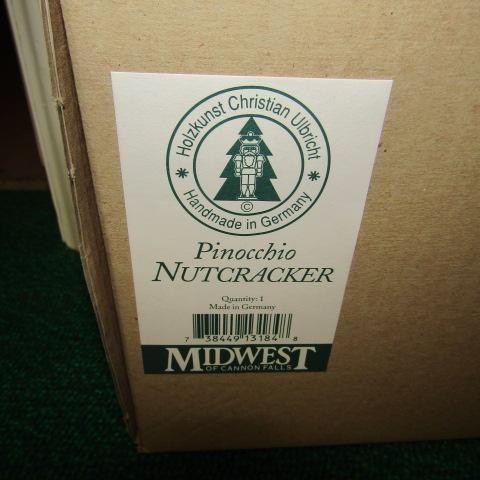 Holzkunst Christian Ulbricht
* *
©
Handmade in Germany
Pinocchio
NUTCRACKER
Quantity: 1
Made in Germany
7 38449 13184 8
MIDWEST
OF CANNON FALLS